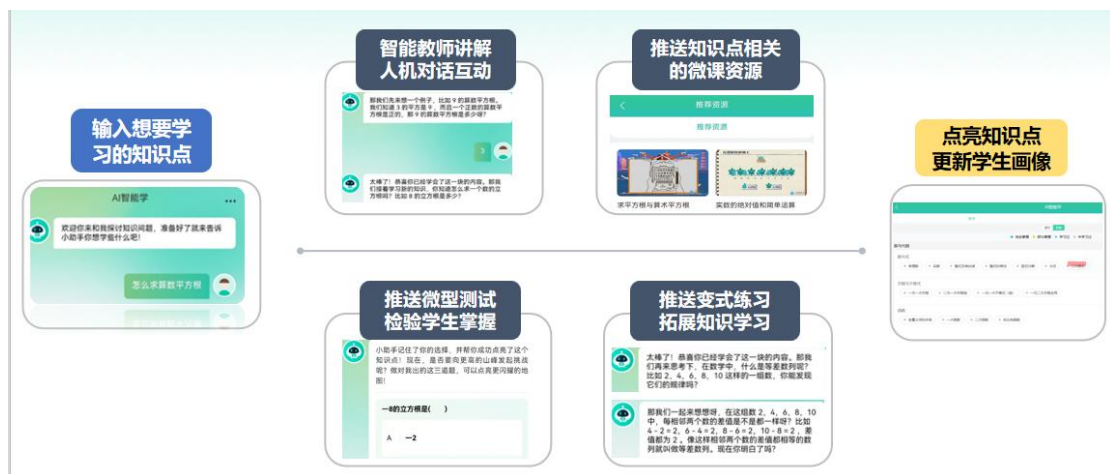 输入想要学
习的知识点
AI智能学
欢迎你来和我探讨知识问题，准备好了就来告诉
小助手你想学些什么吧！
怎么求算数平方根
智能教师讲解
人机对话互动
那我们先来想一个例子，比如 9 的算数平方根。
我们知道 3 的平方是 9，而且一个正数的算数平
方根是正的，那 9 的算数平方根是多少呀？
3
太棒了！恭喜你已经学会了这一块的内容。那我
们接着学习新的知识，你知道怎么求一个数的立
方根吗？比如 8 的立方根是多少？
推送知识点相关
的微课资源
推荐资源
推荐资源
求平方根与算术平方根
实数的绝对值和简单运算
推送微型测试
检验学生掌握
小助手记住了你的选择，并帮你成功点亮了这个
知识点！现在，是否要向更高的山峰发起挑战
呢？做对我出的这三道题，可以点亮更闪耀的地
图！
—8的立方根是( )
A —2
推送变式练习
拓展知识学习
太棒了！恭喜你已经学会了这一块的内容。那我
们再来思考下，在数学中，什么是等差数列呢？
比如 2，4，6，8，10 这样的一组数，你能发现
它们的规律吗？
那我们一起来想想呀，在这组数 2，4，6，8，10
中，每相邻两个数的差值是不是都一样呀？比如
4 - 2 = 2，6 - 4 = 2，8 - 6 = 2，10 - 8 = 2，差
值都为 2 。像这样相邻两个数的差值都相等的数
列就叫做等差数列。现在你明白了吗？
点亮知识点
更新学生画像